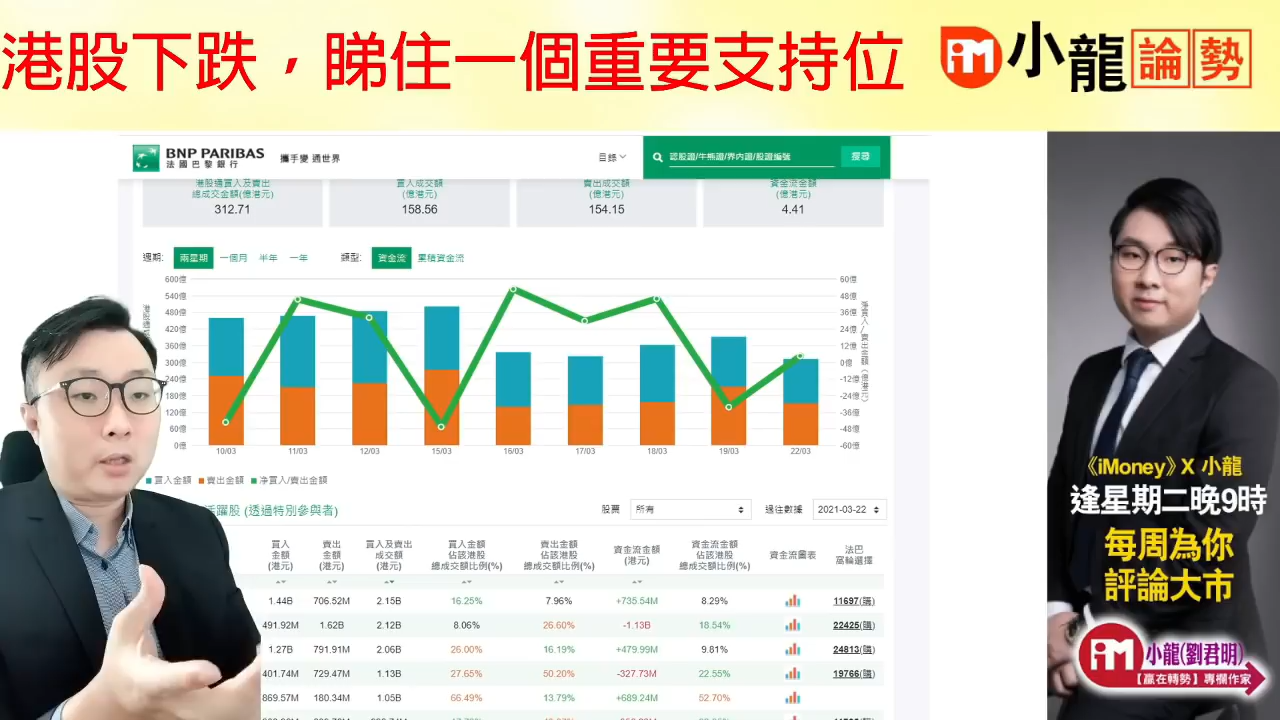 港股下跌，睇住一個重要支持位
iM 小龍論勢
BNP PARIBAS
法國巴黎銀行
攜手變 通世界
目錄
認股證/牛熊證/界內證/股證編號
搜尋
港股通買入及賣出
總成交金額(億港元)
312.71
買入成交額
(億港元)
158.56
賣出成交額
(億港元)
154.15
資金流金額
(億港元)
4.41
週期: 兩星期 一個月 半年 一年 類型: 資金流 累積資金流
600億 60億
540億 48億
480億 36億
420億 24億
360億 12億
300億 0億
240億 -12億
180億 -24億
120億 -36億
60億 -48億
0億 -60億
淨買入/賣出金額(億港元)
10/03 11/03 12/03 15/03 16/03 17/03 18/03 19/03 22/03
買入金額 賣出金額 淨買入/賣出金額
活躍股 (透過特別參與者)
股票 所有 過往數據 2021-03-22
買入
金額
(港元)
賣出
金額
(港元)
買入及賣出
成交額
(港元)
買入金額
佔該港股
總成交額比例(%)
賣出金額
佔該港股
總成交額比例(%)
資金流金額
(港元)
資金流金額
佔該港股
總成交額比例(%)
資金流圖表
法巴
高輪選擇
1.44B 706.52M 2.15B 16.25% 7.96% +735.54M 8.29% 11697(購)
491.92M 1.62B 2.12B 8.06% 26.60% -1.13B 18.54% 22425(購)
1.27B 791.91M 2.06B 26.00% 16.19% +479.99M 9.81% 24813(購)
401.74M 729.47M 1.13B 27.65% 50.20% -327.73M 22.55% 19766(購)
869.57M 180.34M 1.05B 66.49% 13.79% +689.24M 52.70%
《iMoney》X 小龍
逢星期二晚9時
每周為你
評論大市
iM 小龍(劉君明)
【贏在轉勢】專欄作家